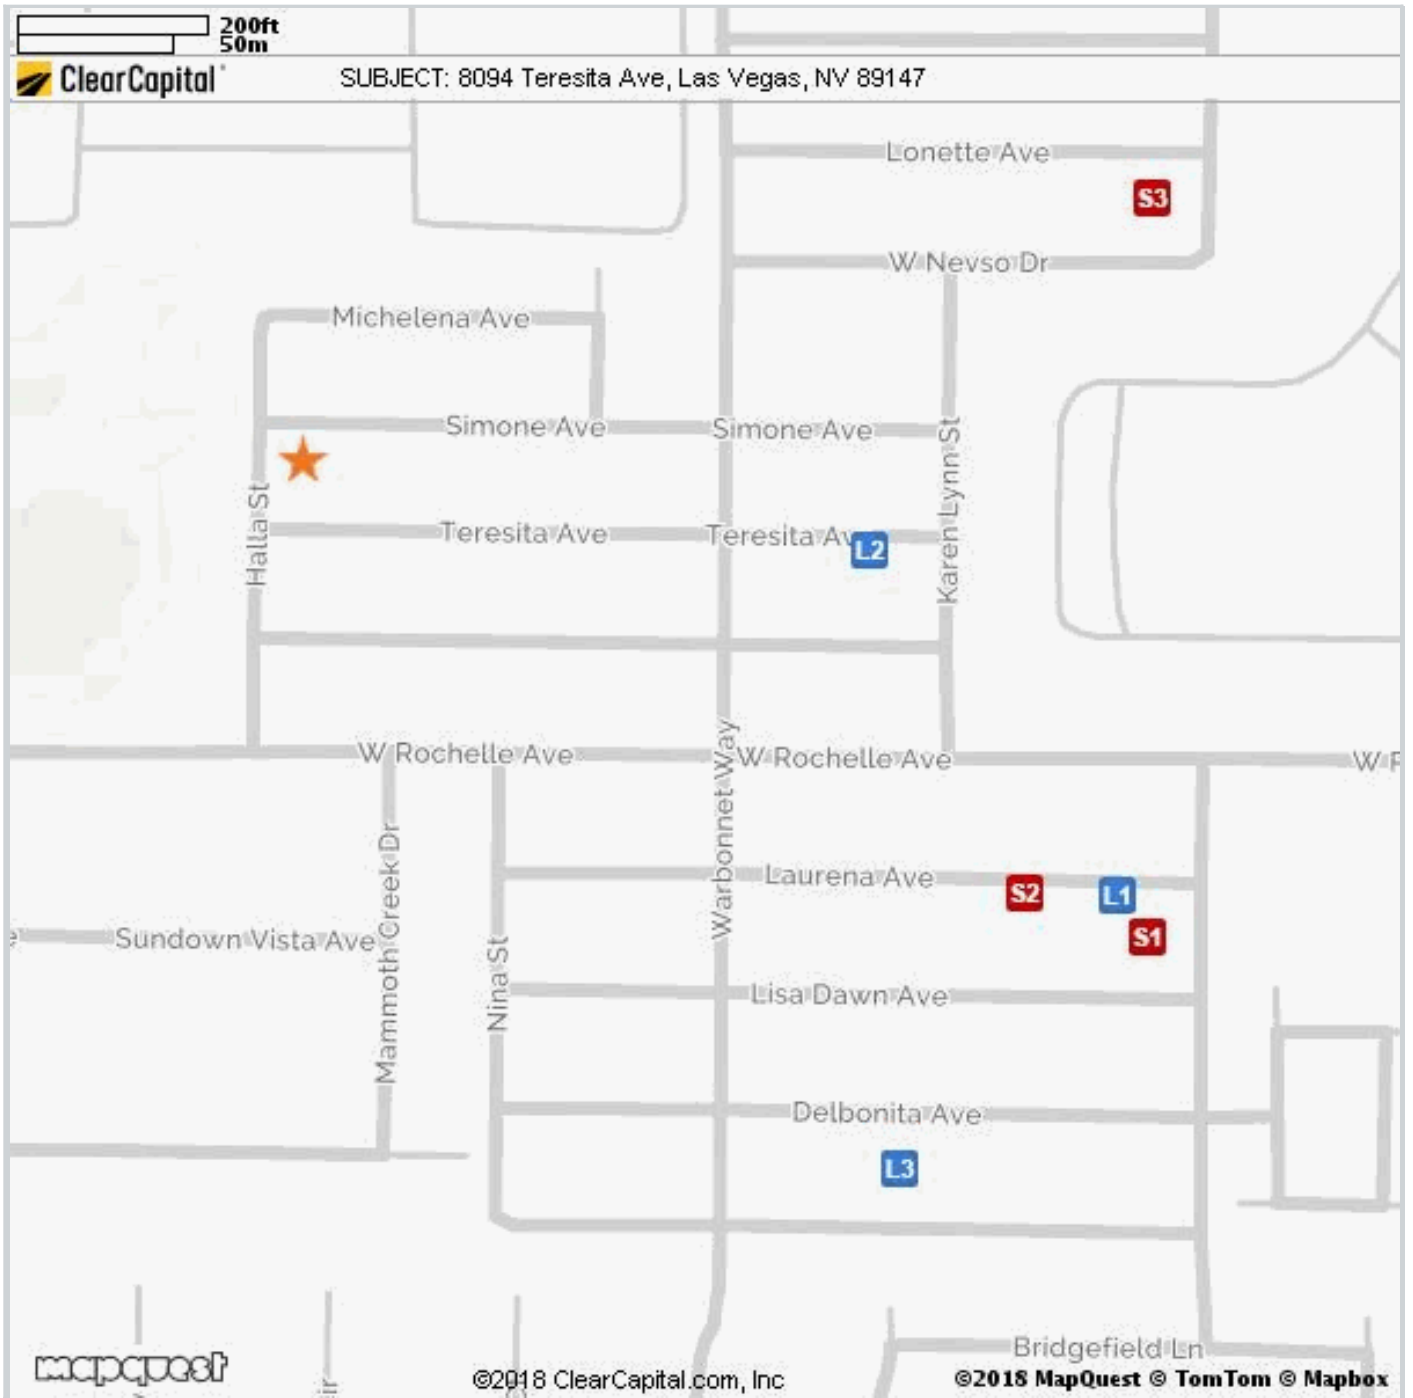 200ft
50m
ClearCapital
SUBJECT: 8094 Teresita Ave, Las Vegas, NV 89147
Lonette Ave
S3
W Nevso Dr
Michelena Ave
Simone Ave
Simone Ave
Karen Lynn St
Halla St
Teresita Ave
Teresita Av
L2
W Rochelle Ave
W Rochelle Ave
Warbonnet Way
Mammoth Creek Dr
Laurena Ave
S2
L1
S1
Sundown Vista Ave
Nina St
Lisa Dawn Ave
Delbonita Ave
L3
Bridgefield Ln
mapquest
©2018 ClearCapital.com, Inc
©2018 MapQuest © TomTom © Mapbox